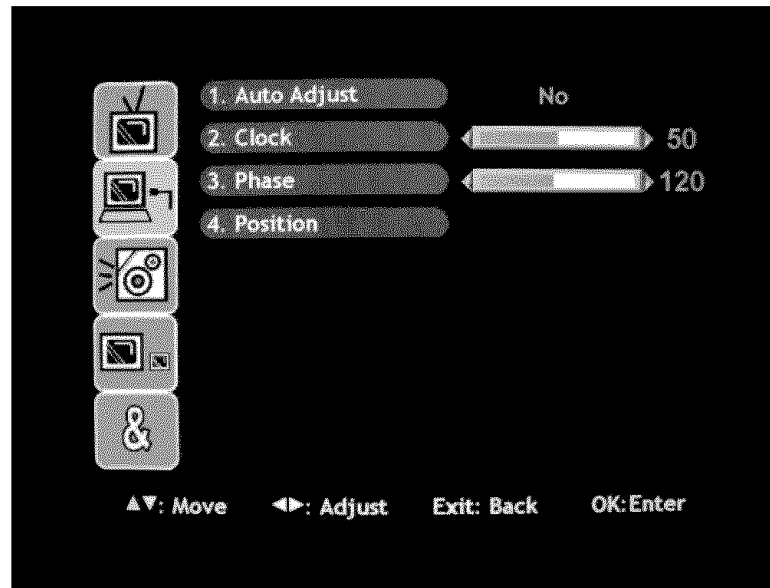 1. Auto Adjust No
2. Clock 50
3. Phase 120
4. Position
&
▲▼: Move ◀▶: Adjust Exit: Back OK:Enter